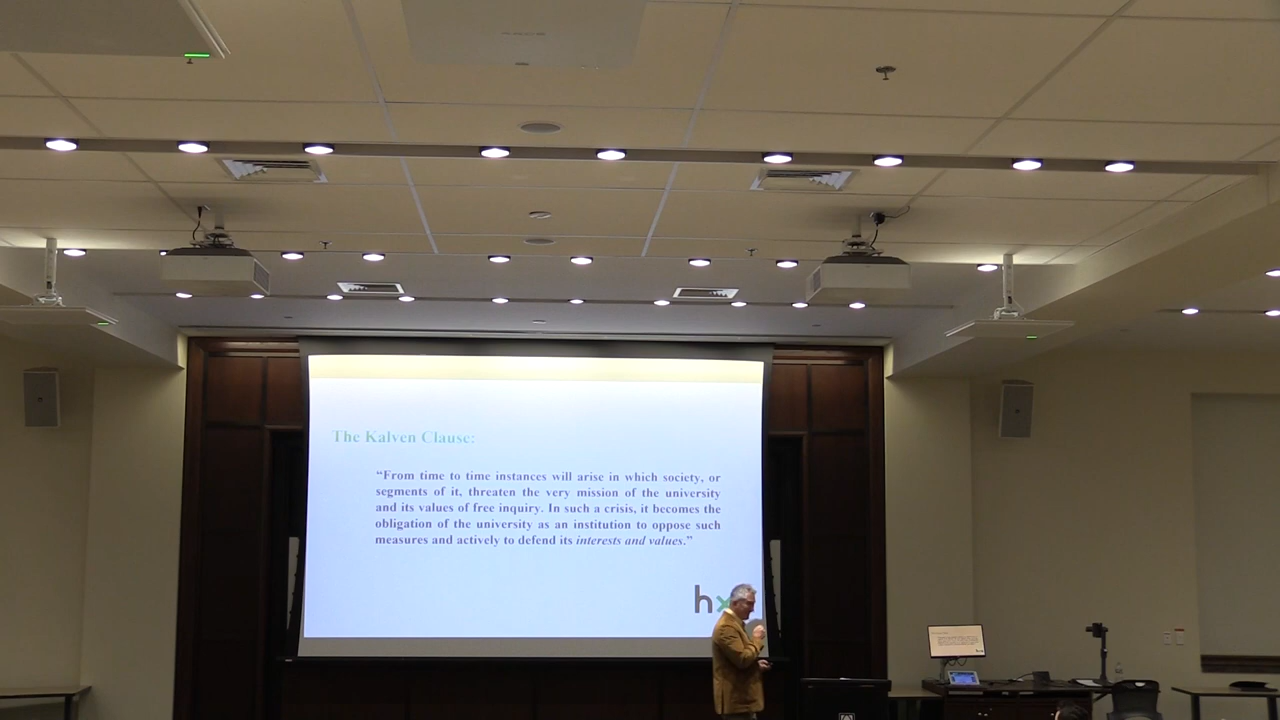 The Kalven Clause:
“From time to time instances will arise in which society, or
segments of it, threaten the very mission of the university
and its values of free inquiry. In such a crisis, it becomes the
obligation of the university as an institution to oppose such
measures and actively to defend its interests and values.”
hx